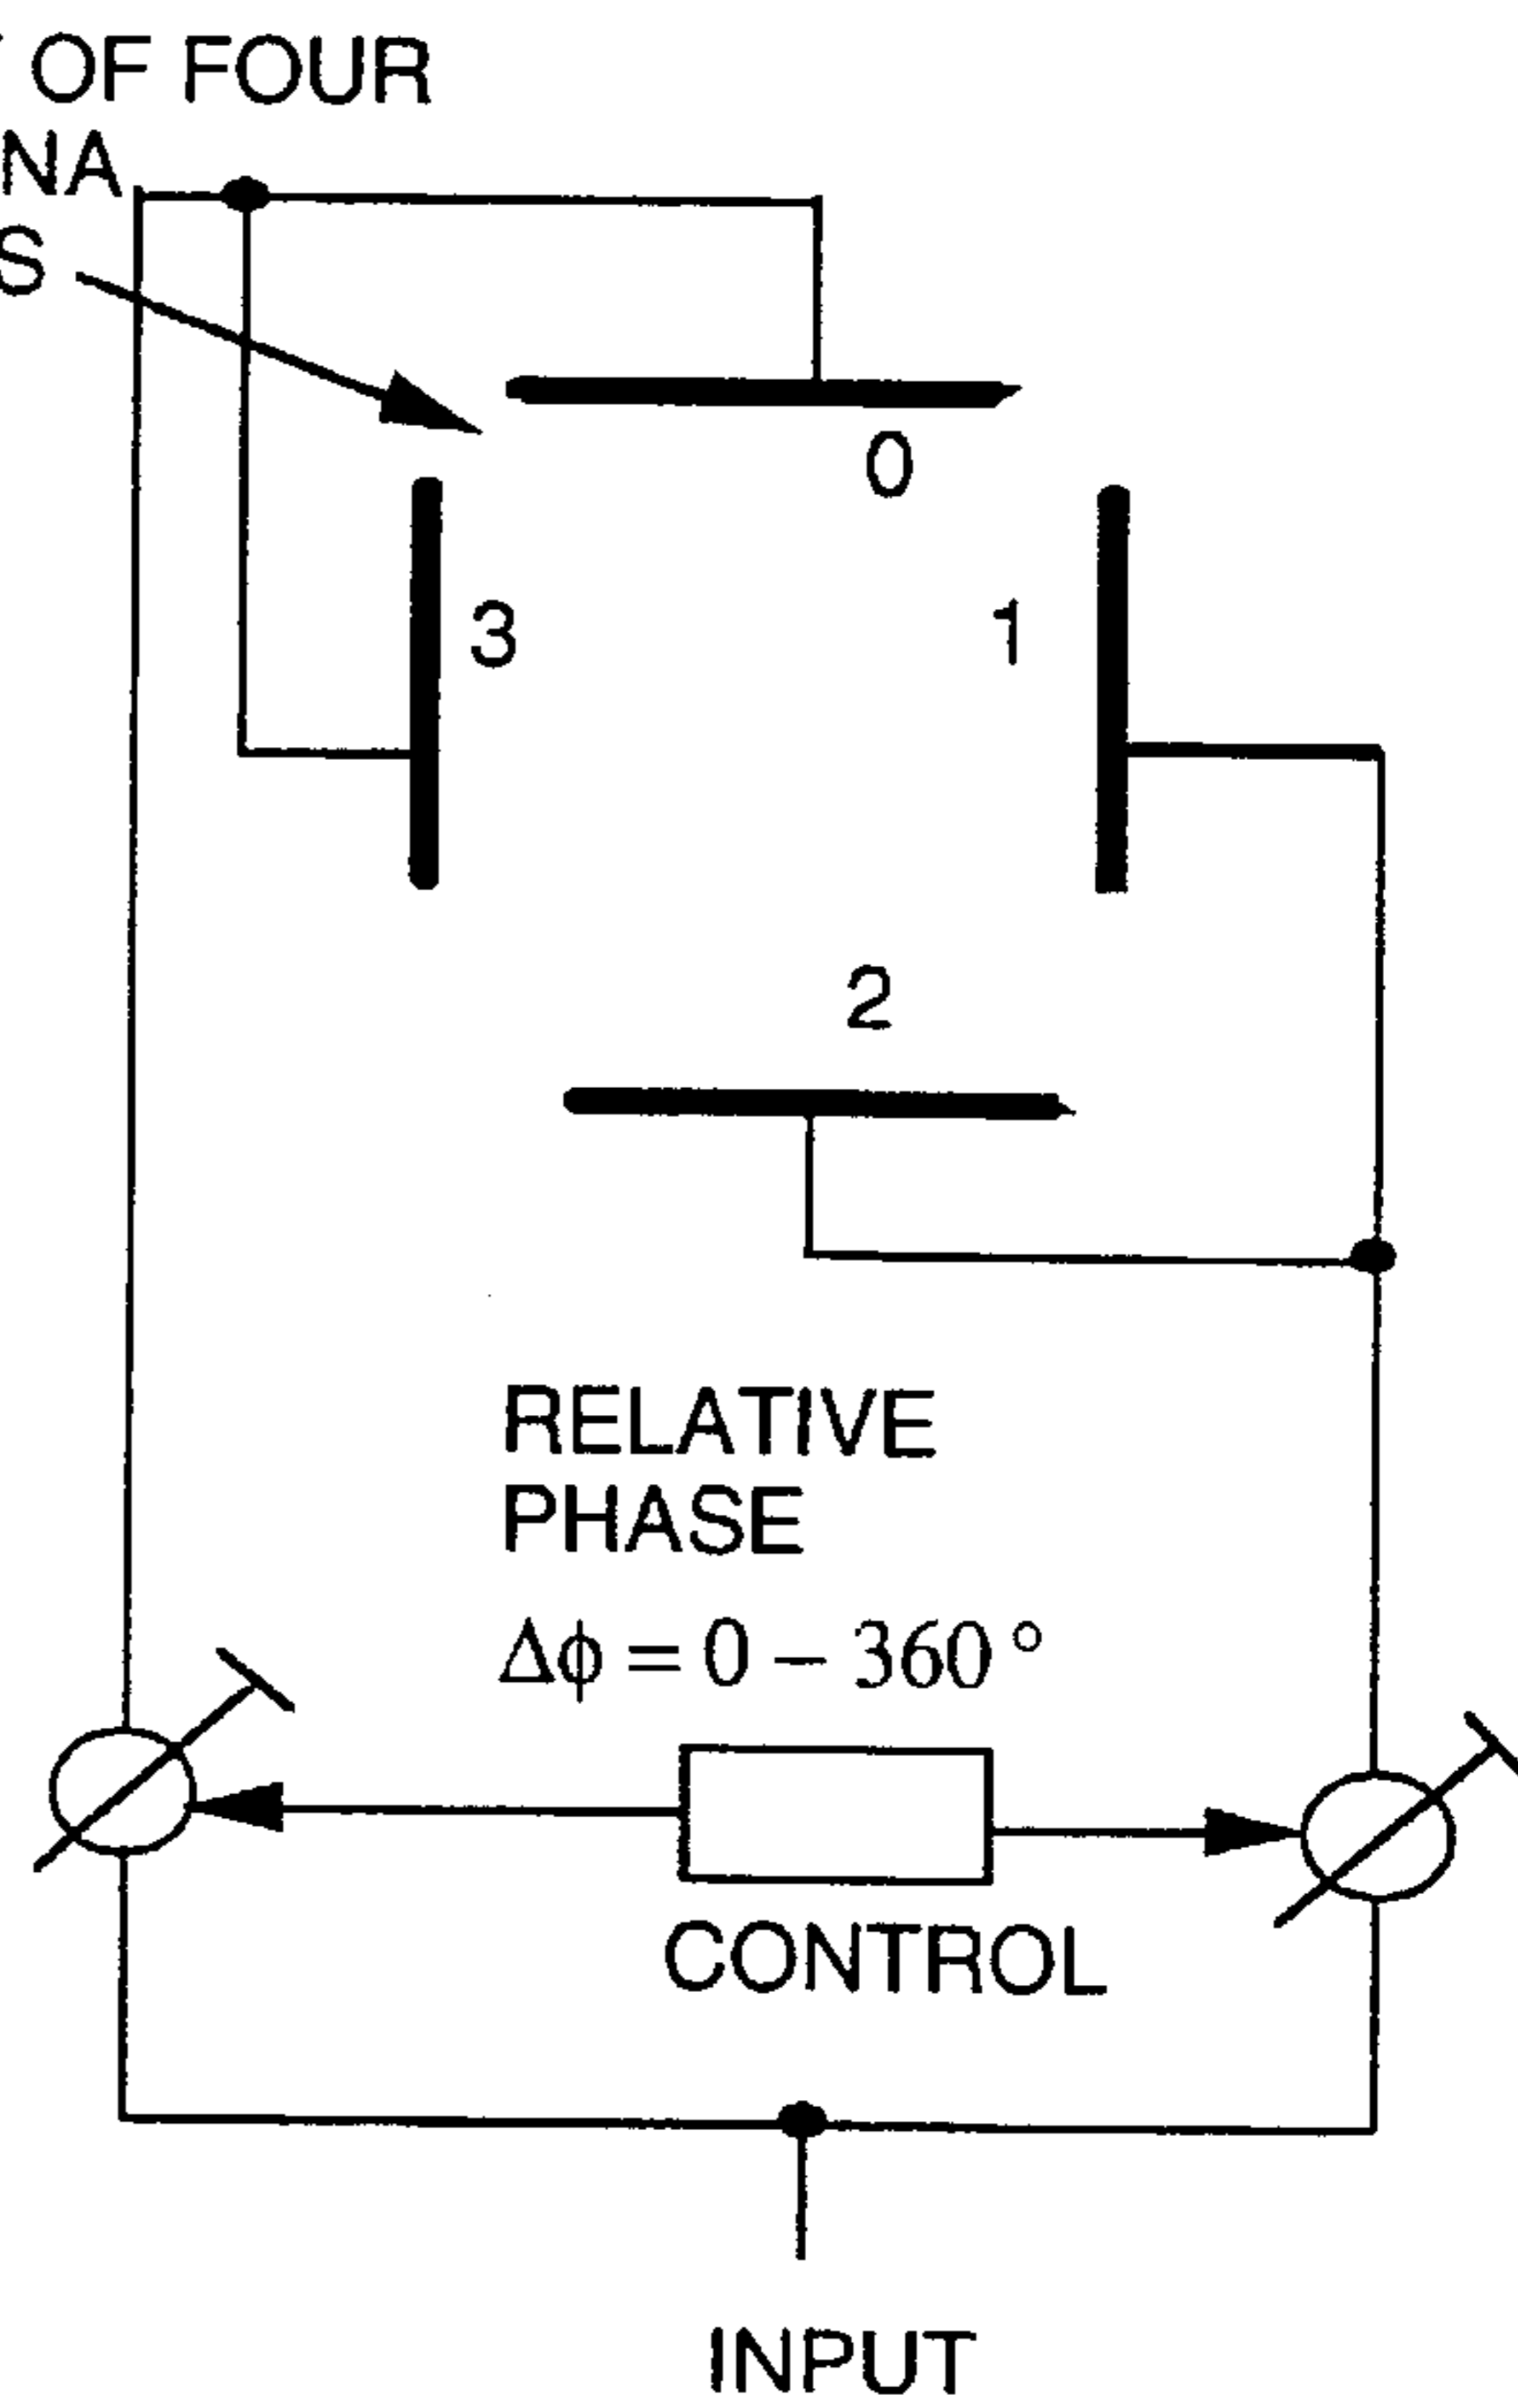 OF FOUR
NA
S
0
3
1
2
RELATIVE
PHASE
Δϕ = 0 – 360°
CONTROL
INPUT